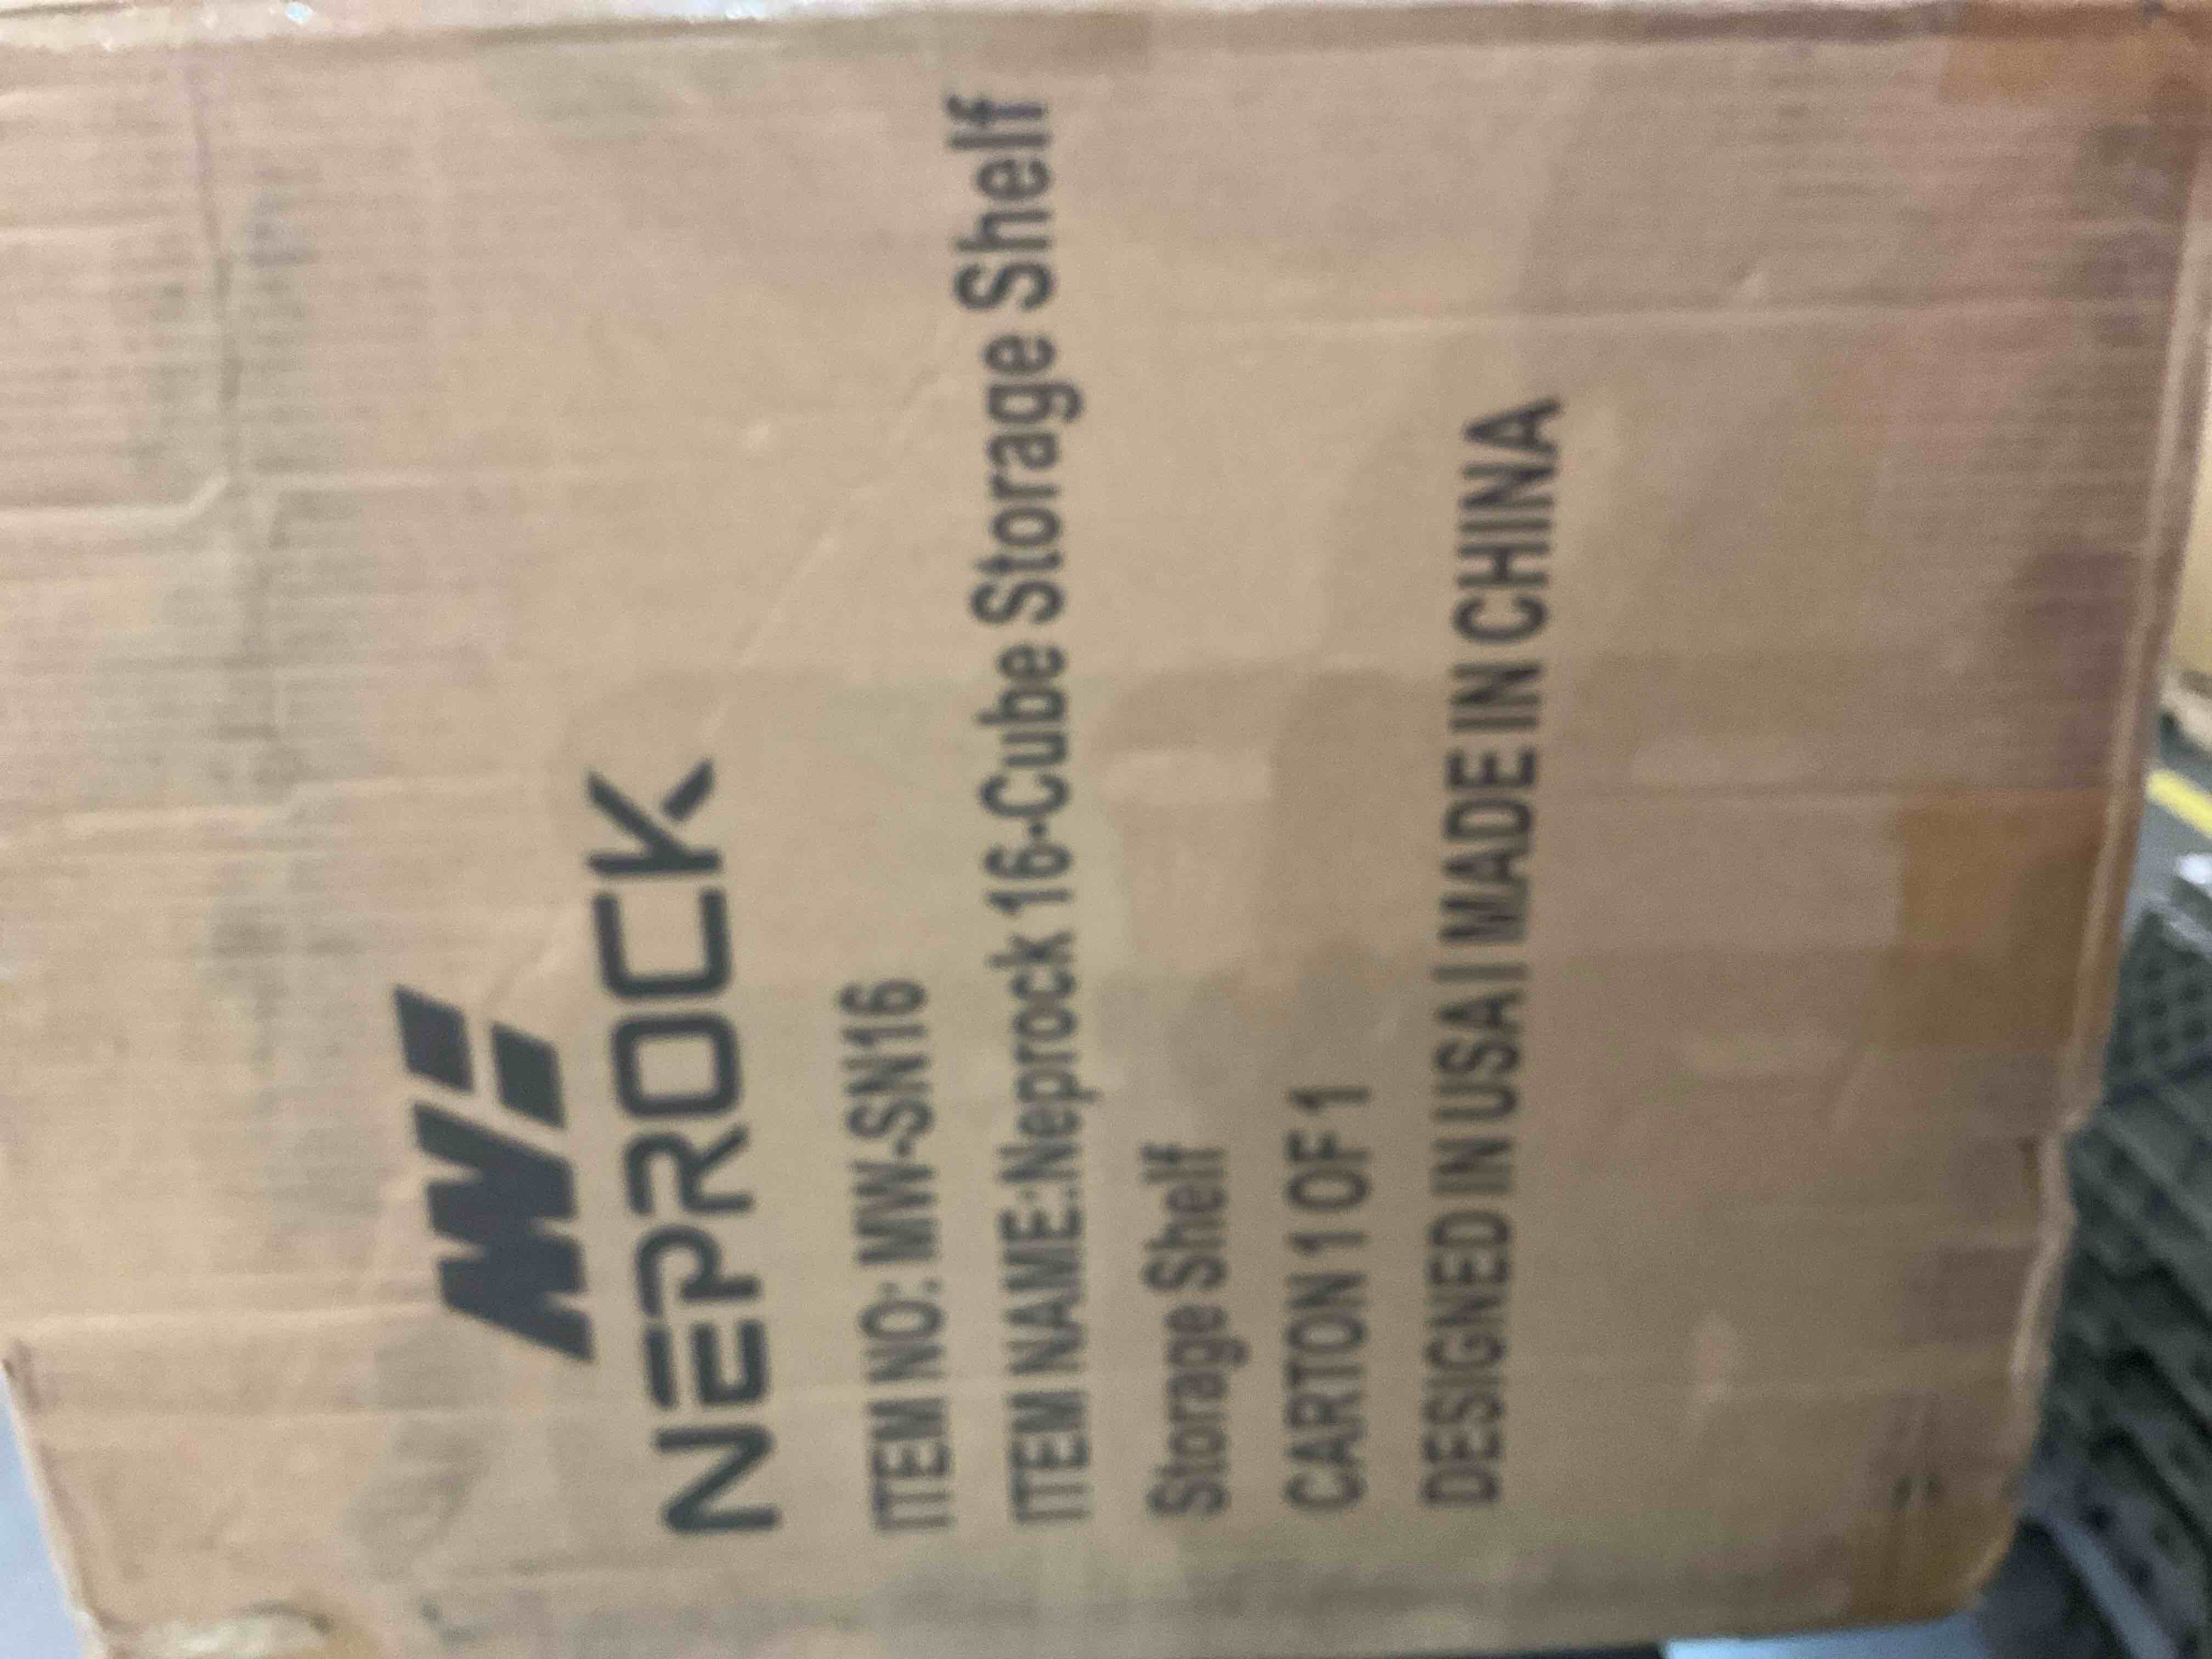 NEPROCK
ITEM NO: MW-SN16
ITEM NAME:Neprock 16-Cube Storage Shelf
Storage Shelf
CARTON 1 OF 1
DESIGNED IN USA I MADE IN CHINA